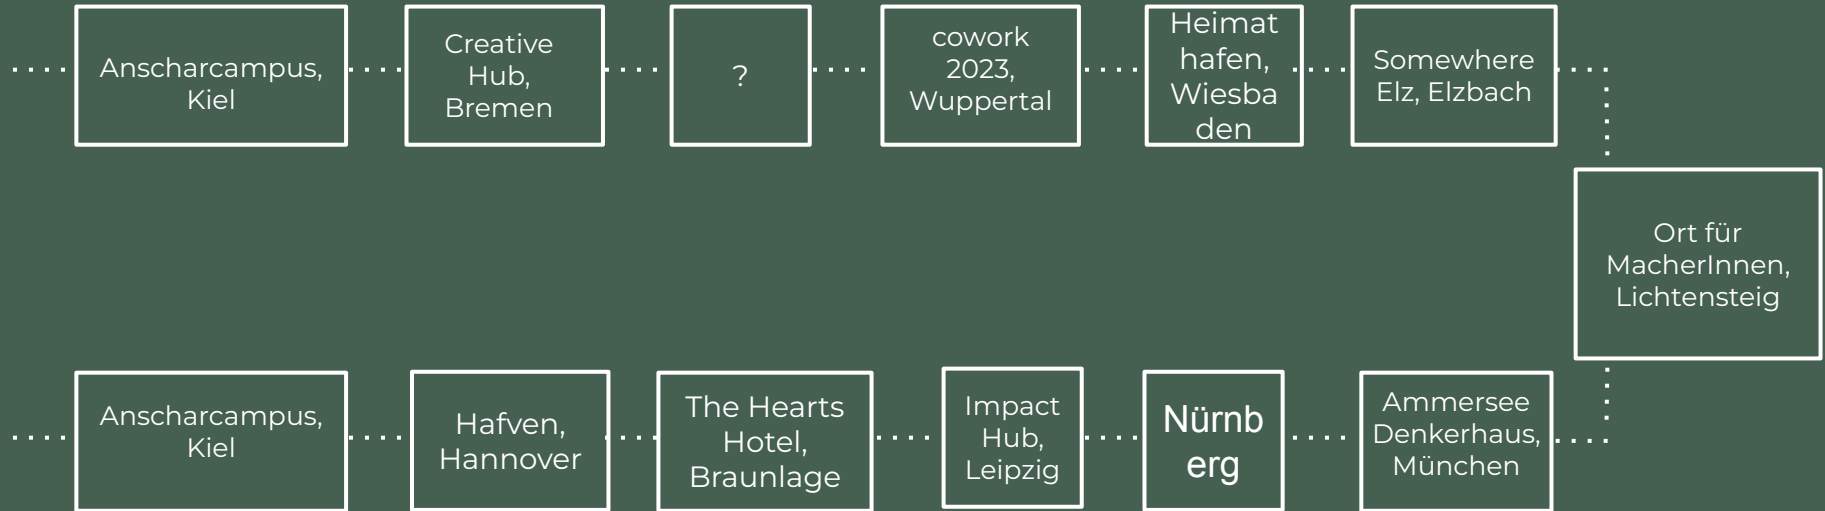 Anscharcampus,
Kiel
Creative
Hub,
Bremen
?
cowork
2023,
Wuppertal
Heimat
hafen,
Wiesba
den
Somewhere
Elz, Elzbach
Ort für
MacherInnen,
Lichtensteig
Anscharcampus,
Kiel
Hafven,
Hannover
The Hearts
Hotel,
Braunlage
Impact
Hub,
Leipzig
Nürnb
erg
Ammersee
Denkerhaus,
München